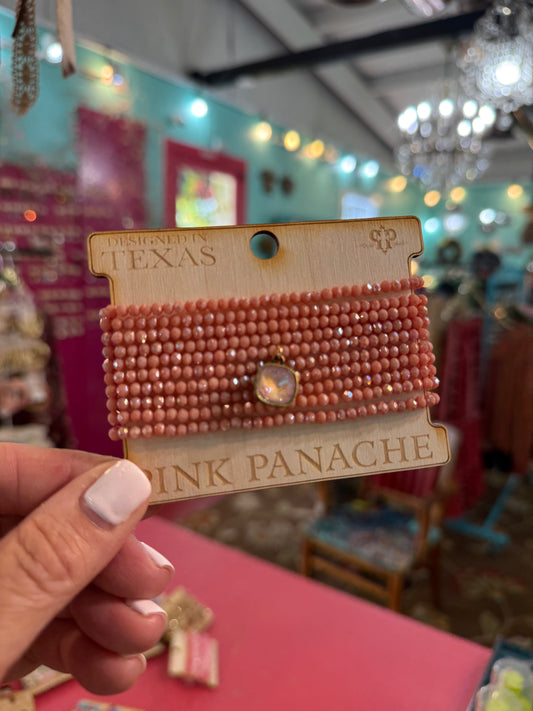 DESIGNED IN
TEXAS
PINK PANACHE